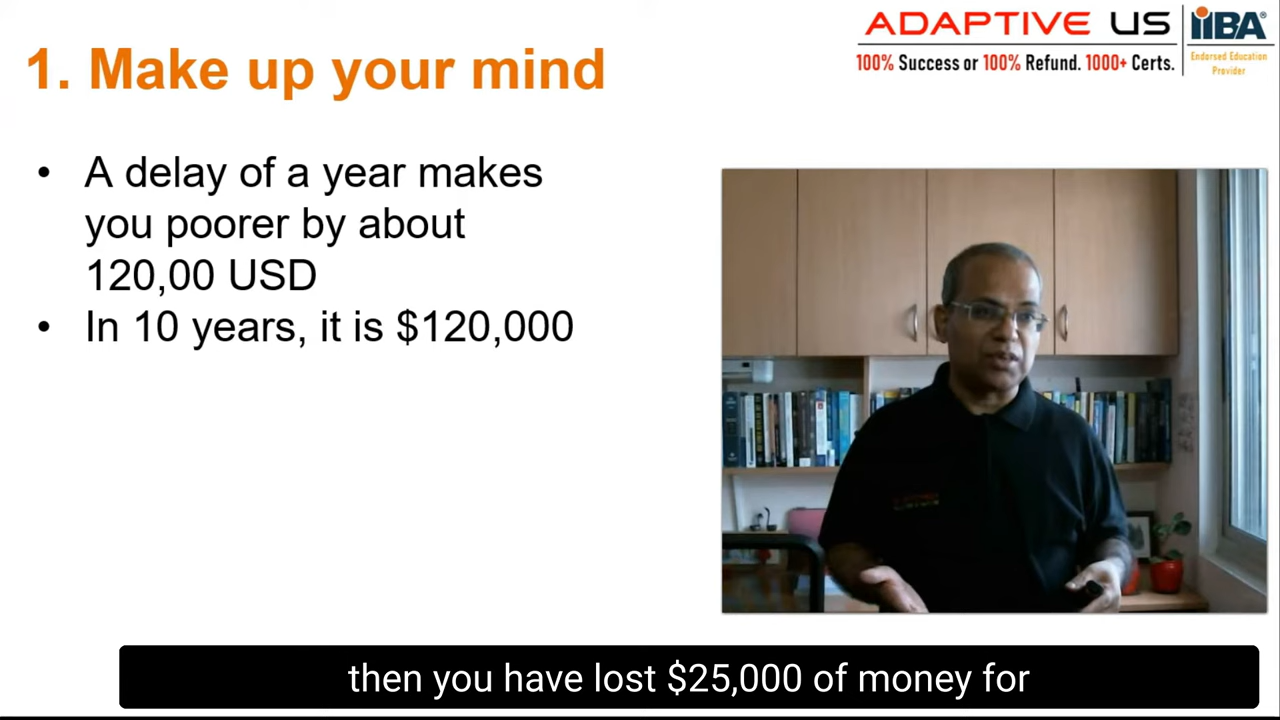 1. Make up your mind
ADAPTIVE US
100% Success or 100% Refund. 1000+ Certs.
iiBA®
Endorsed Education
Provider
• A delay of a year makes
you poorer by about
120,00 USD
• In 10 years, it is $120,000
then you have lost $25,000 of money for